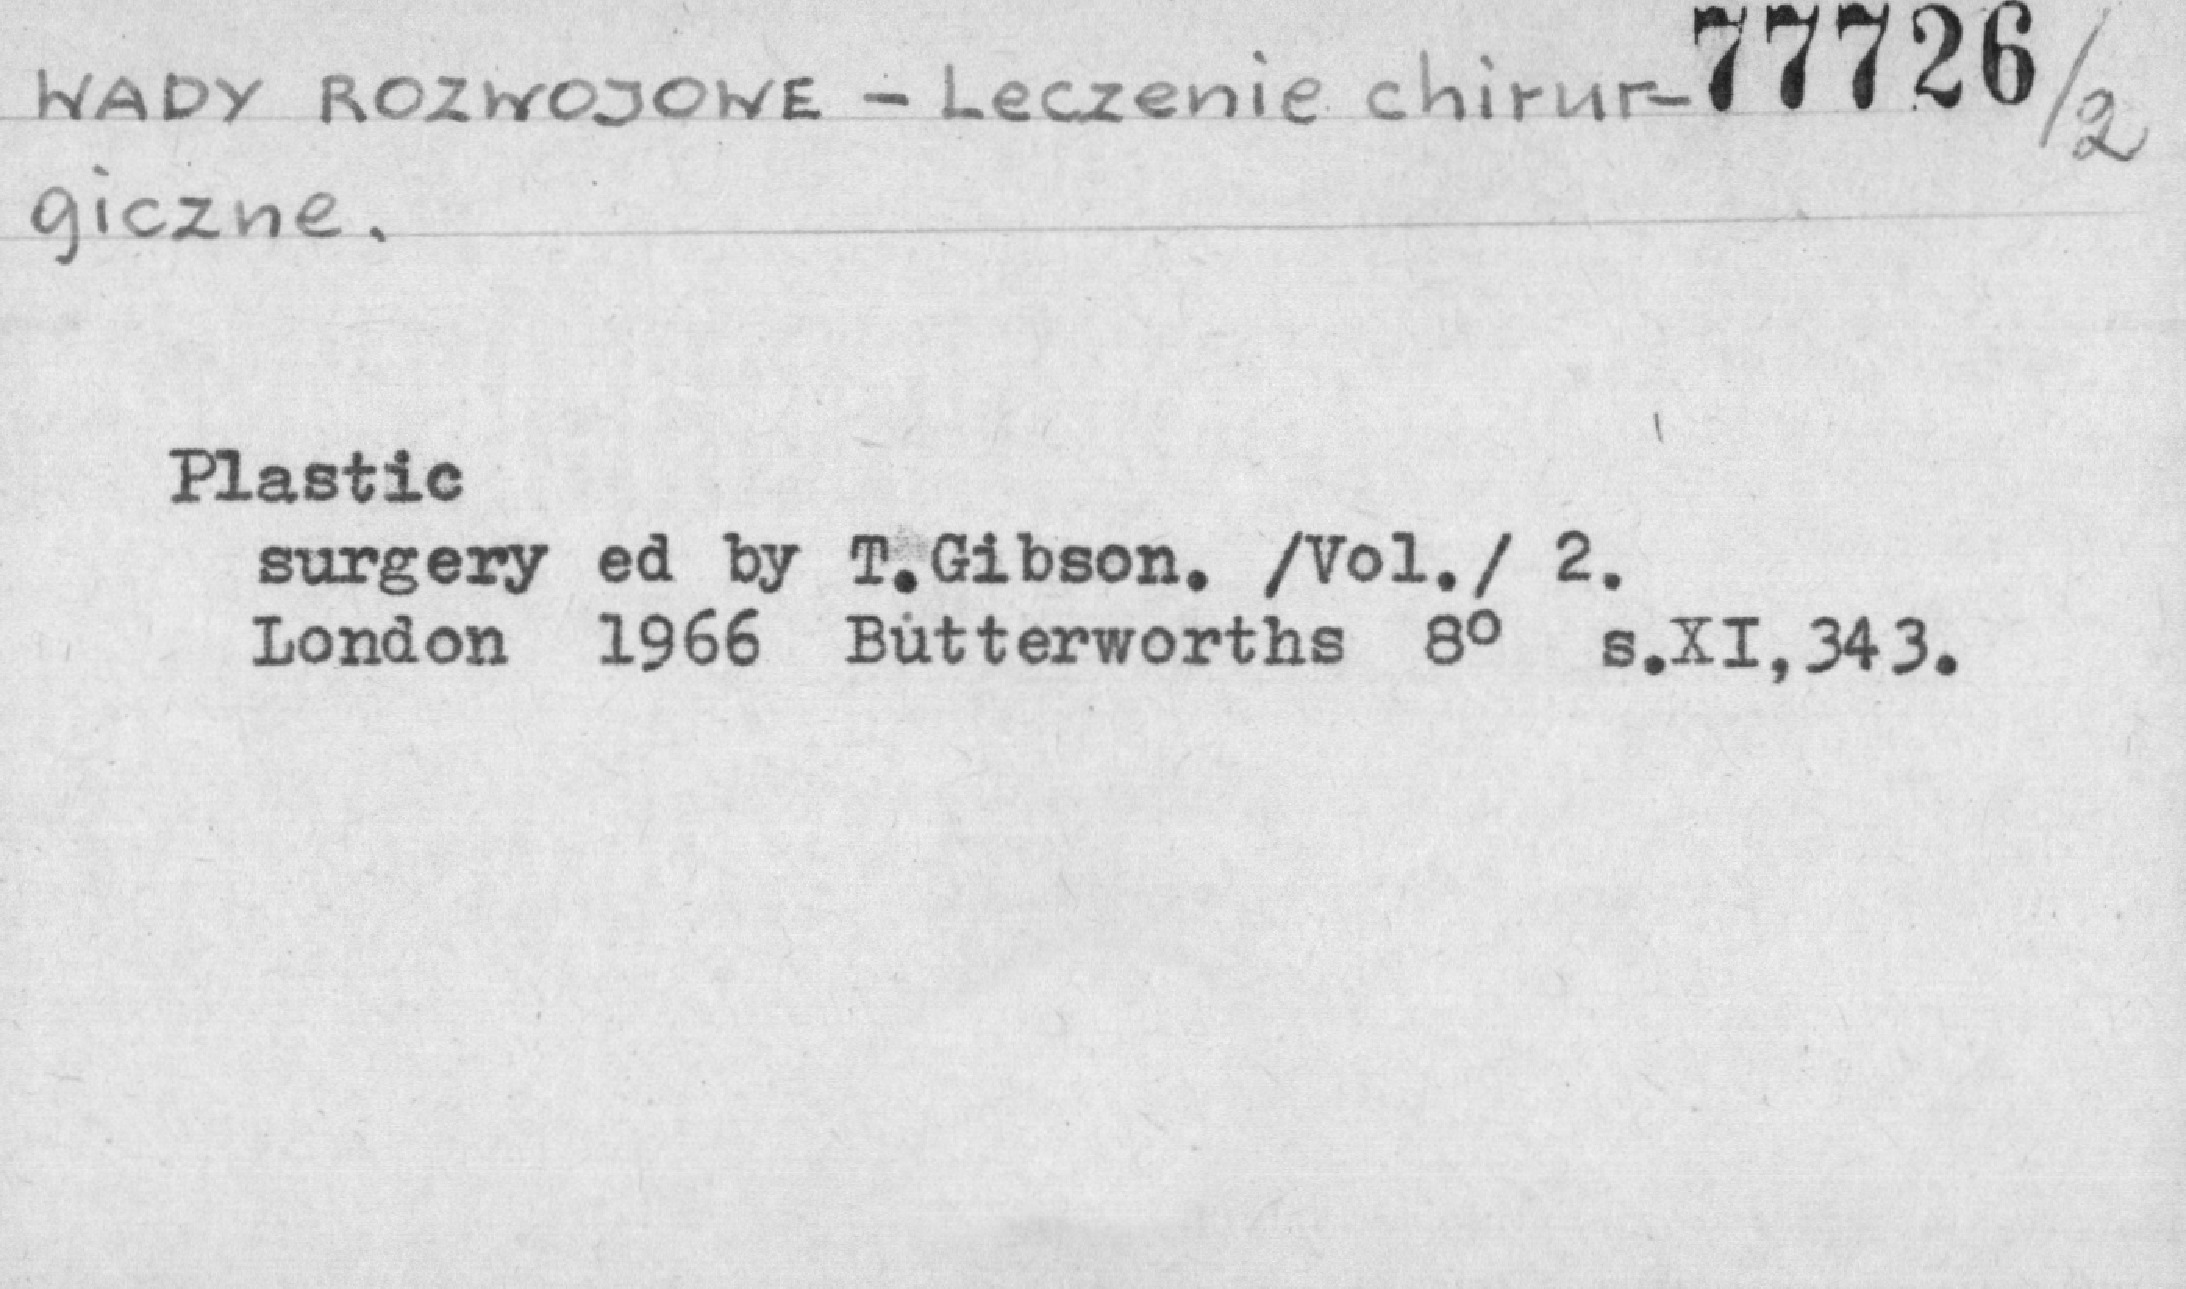 WADY ROZWOJOWE - Leczenie chirur- 77726/2
giczne.
Plastic
surgery ed by T.Gibson. /Vol./ 2.
London 1966 Butterworths 8º s.XI,343.